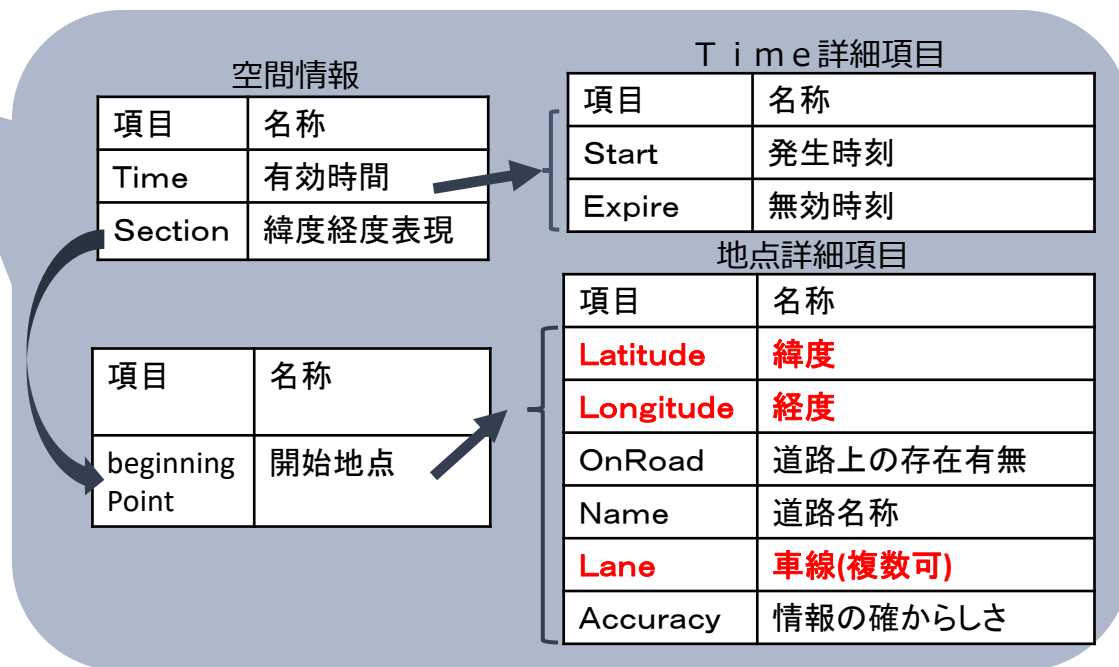 空間情報
項目 名称
Time 有効時間
Section 緯度経度表現
Ｔｉｍｅ詳細項目
項目 名称
Start 発生時刻
Expire 無効時刻
項目 名称
beginning 開始地点
Point
地点詳細項目
項目 名称
Latitude 緯度
Longitude 経度
OnRoad 道路上の存在有無
Name 道路名称
Lane 車線(複数可)
Accuracy 情報の確からしさ